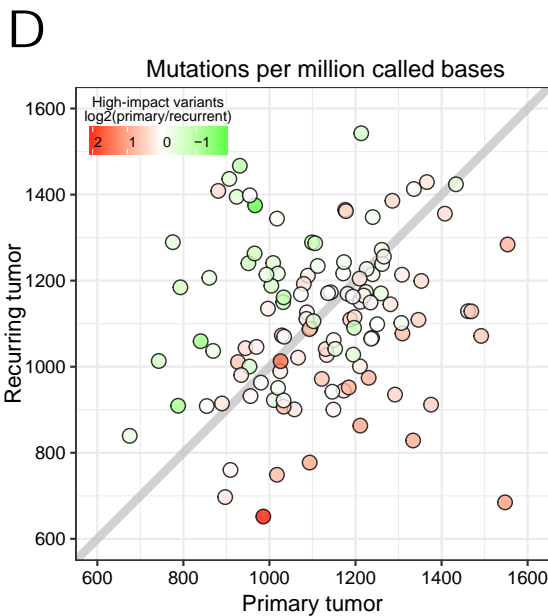 D
Mutations per million called bases
High-impact variants
log2(primary/recurrent)
2 1 0 −1
1600
1400
1200
1000
800
600
Recurring tumor
600 800 1000 1200 1400 1600
Primary tumor